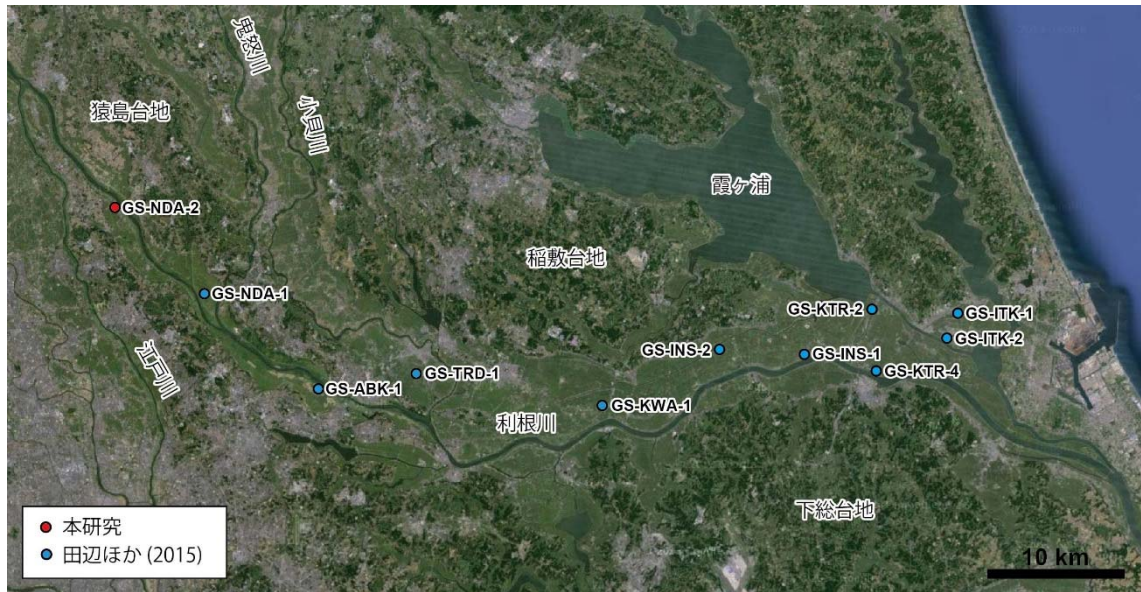 鬼怒川
猿島台地
小貝川
霞ヶ浦
GS-NDA-2
稲敷台地
GS-NDA-1
GS-KTR-2
GS-ITK-1
GS-ITK-2
江戸川
GS-INS-2
GS-INS-1
GS-TRD-1
GS-KTR-4
GS-ABK-1
GS-KWA-1
利根川
下総台地
本研究
田辺ほか (2015)
10 km